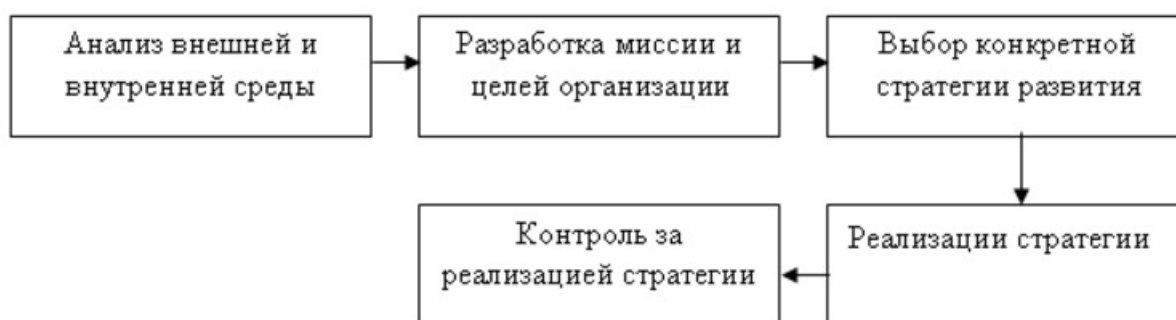 Анализ внешней и
внутренней среды
Разработка миссии и
целей организации
Выбор конкретной
стратегии развития
Реализации стратегии
Контроль за
реализацией стратегии